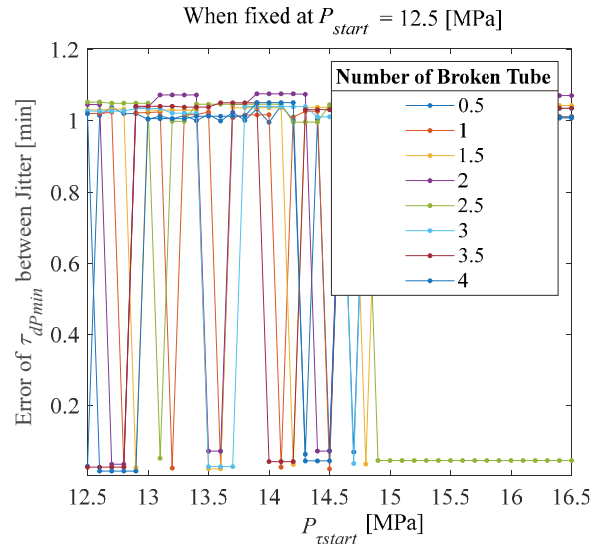 When fixed at P_start = 12.5 [MPa]
Error of τ_dPmin between Jitter [min]
1.2
1
0.8
0.6
0.4
0.2
Number of Broken Tube
0.5
1
1.5
2
2.5
3
3.5
4
12.5 13 13.5 14 14.5 15 15.5 16 16.5
P_τstart [MPa]